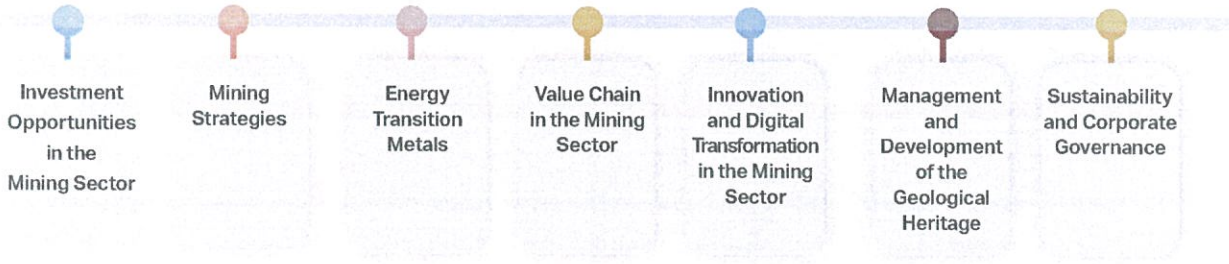 Investment
Opportunities
in the
Mining Sector
Mining
Strategies
Energy
Transition
Metals
Value Chain
in the Mining
Sector
Innovation
and Digital
Transformation
in the Mining
Sector
Management
and
Development
of the
Geological
Heritage
Sustainability
and Corporate
Governance